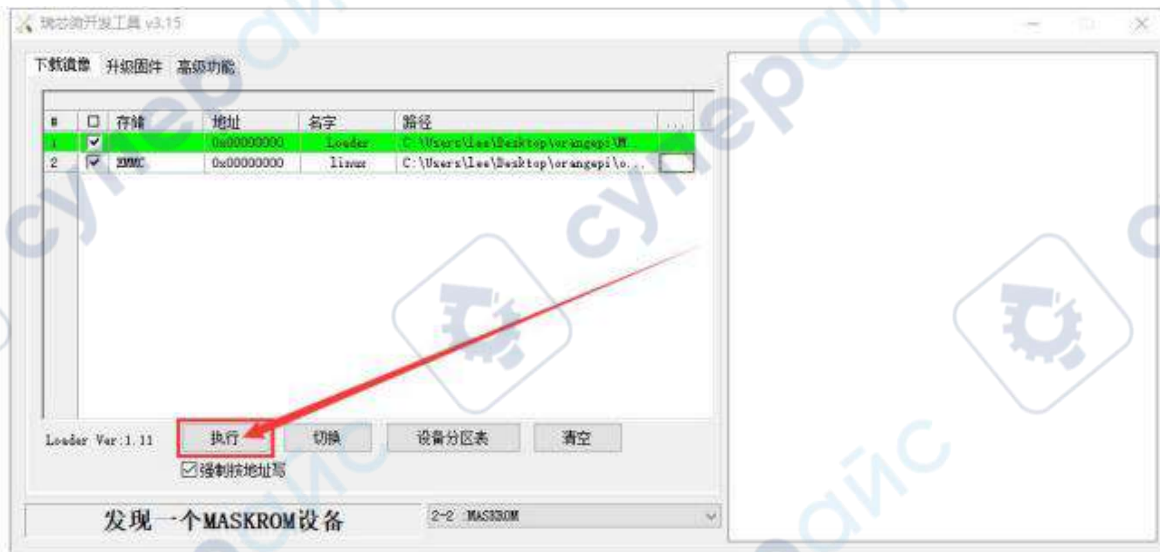 瑞芯微开发工具 v3.15
下载镜像 升级固件 高级功能
# 存储 地址 名字 路径 ...
1 0x00000000 Loader C:\Users\lee\Desktop\orangepi\M...
2 EMMC 0x00000000 linux C:\Users\lee\Desktop\orangepi\o...
Loader Ver:1.11 执行 切换 设备分区表 清空
强制按地址写
发现一个MASKROM设备 2-2 MASKROM
супер айс